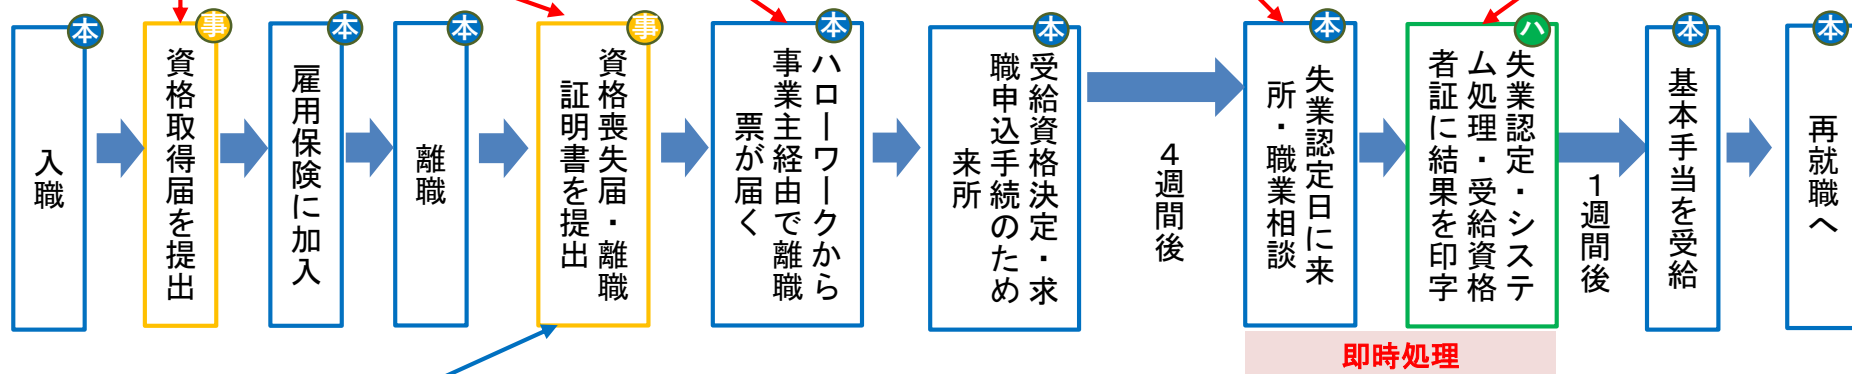 本
入職
事
資格取得届を提出
本
雇用保険に加入
本
離職
事
資格喪失届・離職
証明書を提出
本
ハローワークから
事業主経由で離職
票が届く
本
受給資格決定・求
職申込手続のため
来所
4週間後
本
失業認定日に来
所・職業相談
ハ
失業認定・システ
ム処理・受給資格
者証に結果を印字
即時処理
1週間後
本
基本手当を受給
本
再就職へ